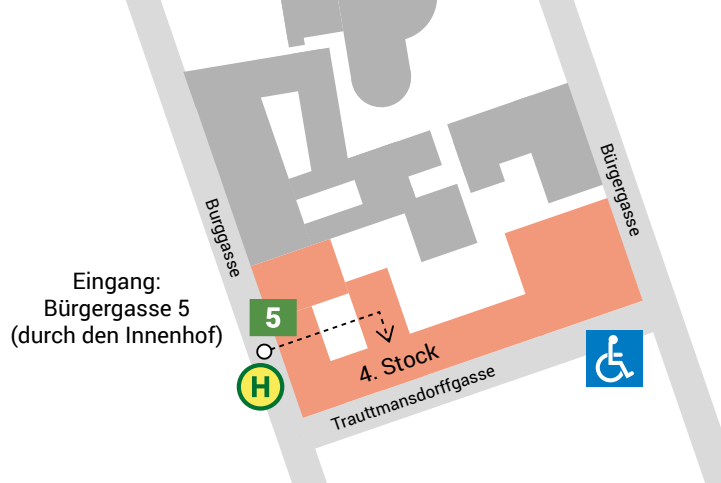 Bürgergasse
Burggasse
Eingang:
Bürgergasse 5
(durch den Innenhof)
5
H
4. Stock
Trauttmansdorffgasse